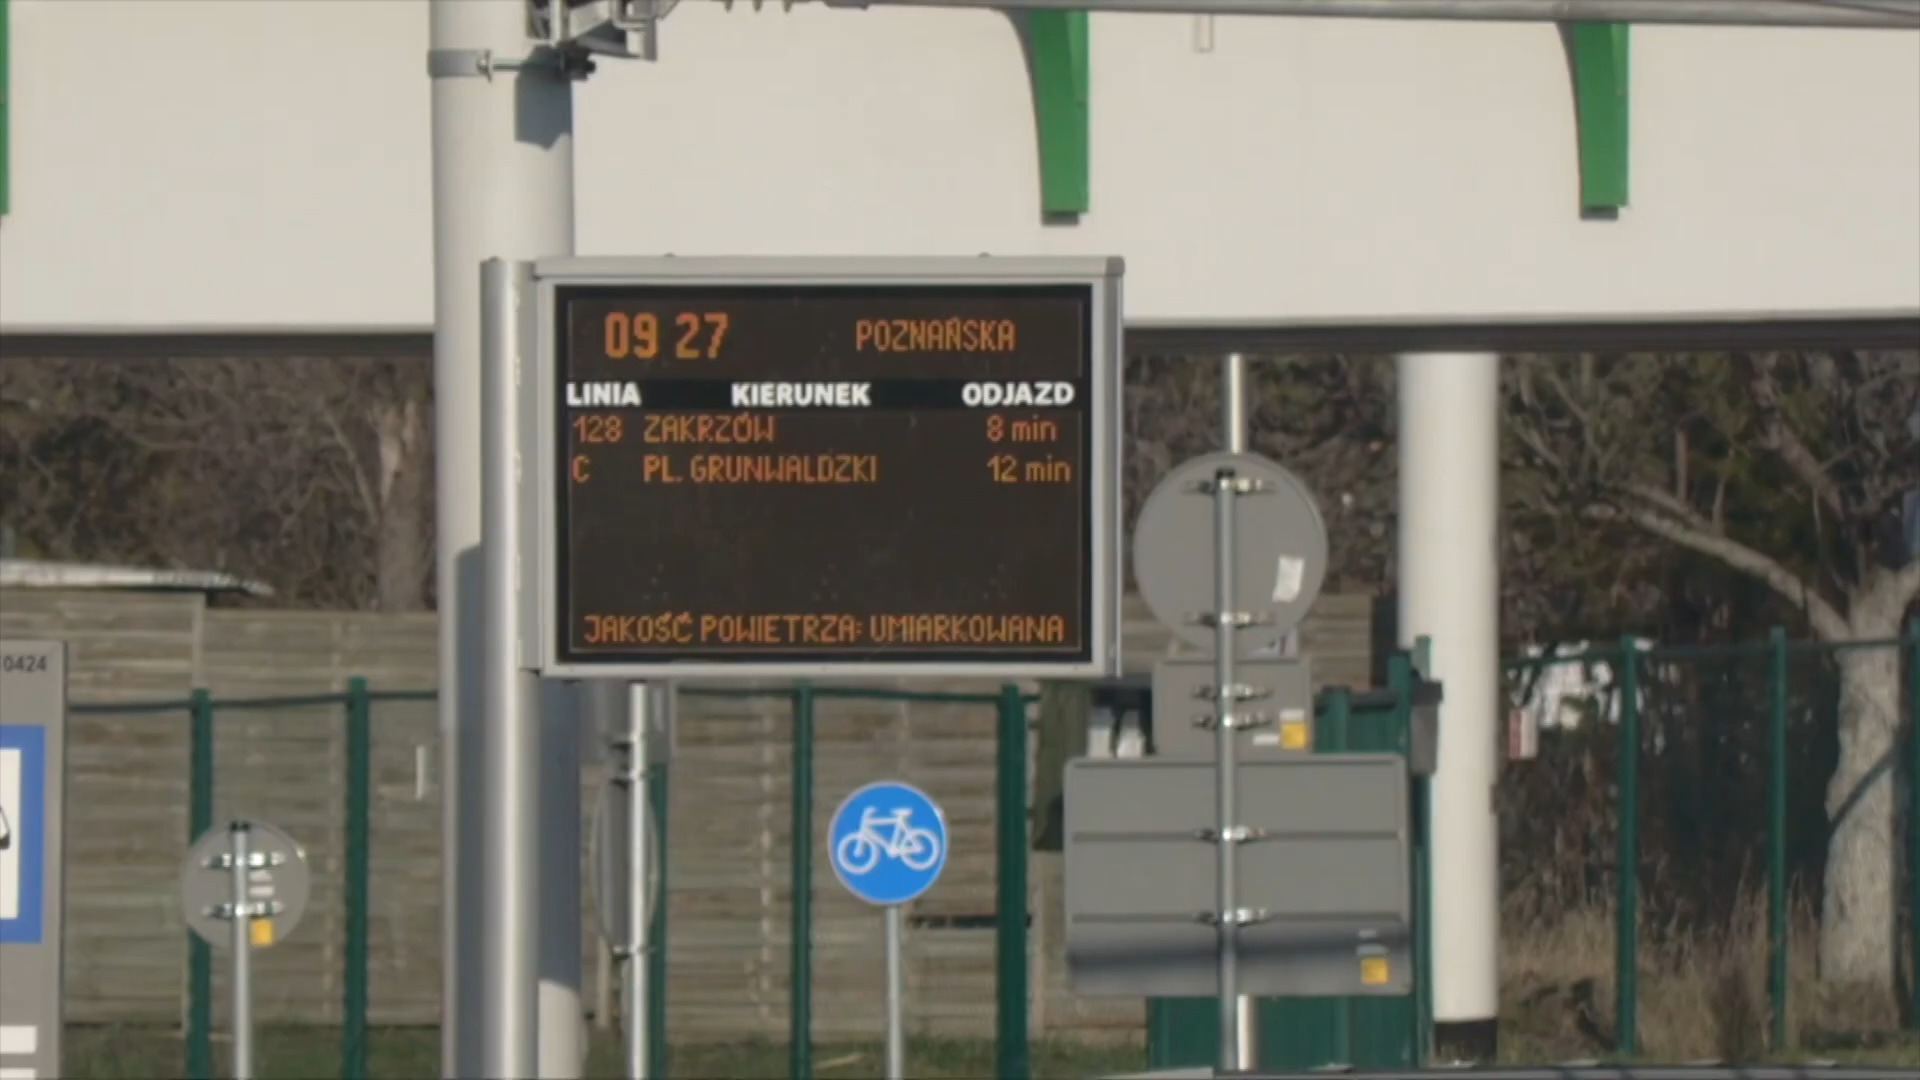 09 27 POZNAŃSKA
LINIA KIERUNEK ODJAZD
128 ZAKRZÓW 8 min
C PL. GRUNWALDZKI 12 min
JAKOŚĆ POWIETRZA: UMIARKOWANA
0424